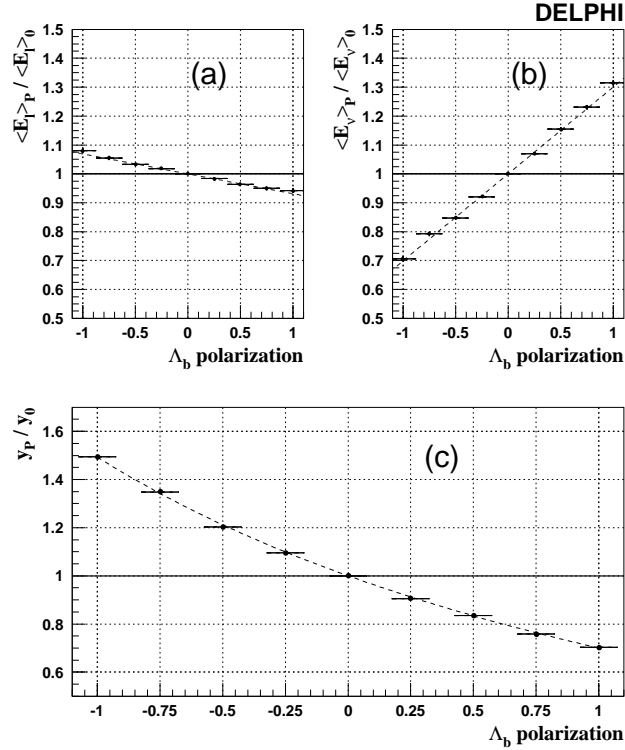 DELPHI
<E_l>_P / <E_l>_0
1.5
1.4
1.3
1.2
1.1
1
0.9
0.8
0.7
0.6
0.5
(a)
-1 -0.5 0 0.5 1
Λ_b polarization
<E_ν>_P / <E_ν>_0
1.5
1.4
1.3
1.2
1.1
1
0.9
0.8
0.7
0.6
0.5
(b)
-1 -0.5 0 0.5 1
Λ_b polarization
y_P / y_0
1.6
1.4
1.2
1
0.8
0.6
(c)
-1 -0.75 -0.5 -0.25 0 0.25 0.5 0.75 1
Λ_b polarization